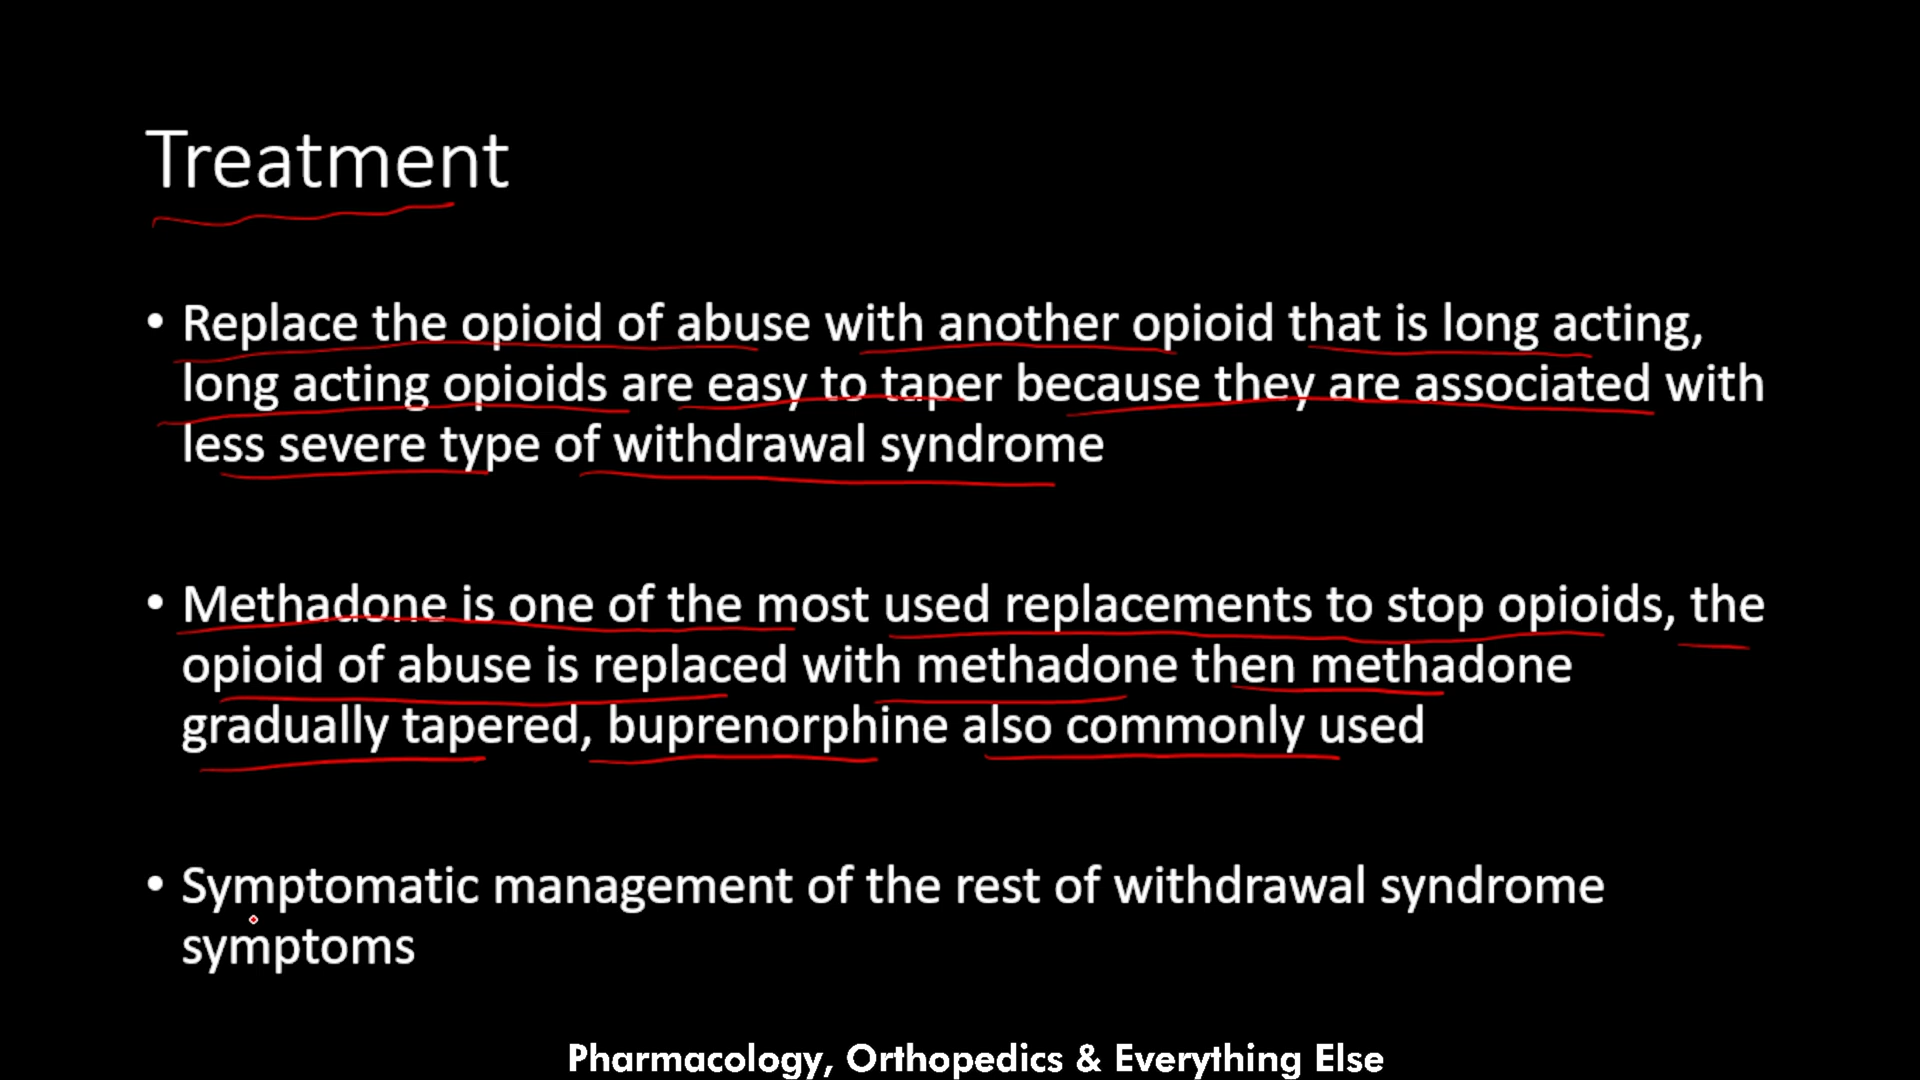 Treatment
• Replace the opioid of abuse with another opioid that is long acting,
long acting opioids are easy to taper because they are associated with
less severe type of withdrawal syndrome
• Methadone is one of the most used replacements to stop opioids, the
opioid of abuse is replaced with methadone then methadone
gradually tapered, buprenorphine also commonly used
• Symptomatic management of the rest of withdrawal syndrome
symptoms
Pharmacology, Orthopedics & Everything Else